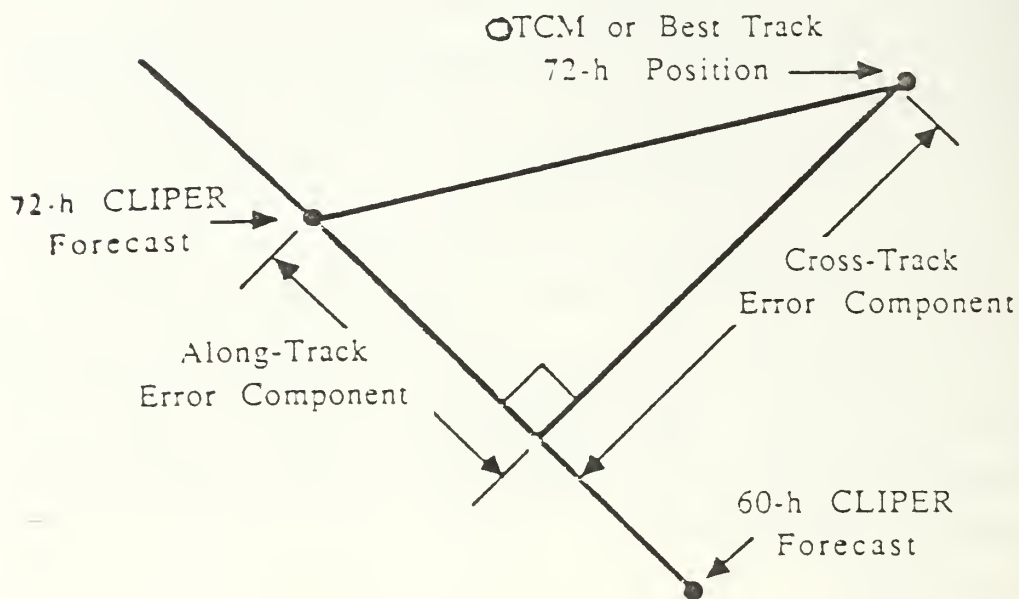 OTCM or Best Track
72-h Position
72-h CLIPER
Forecast
Cross-Track
Error Component
Along-Track
Error Component
60-h CLIPER
Forecast